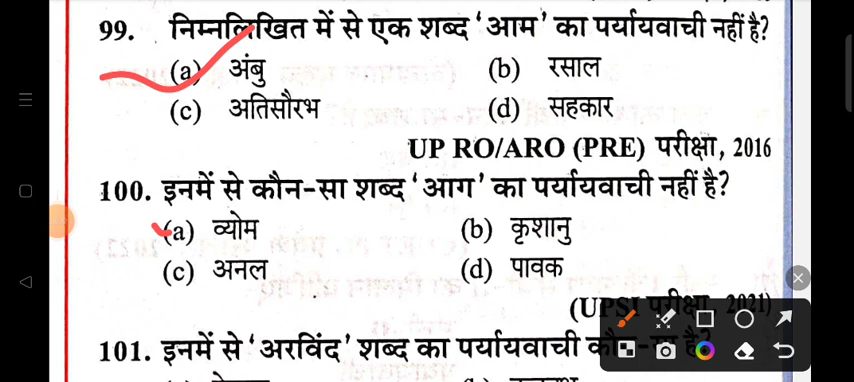 99. निम्नलिखित में से एक शब्द ‘आम’ का पर्यायवाची नहीं है?
(a) अंबु (b) रसाल
(c) अतिसौरभ (d) सहकार
UP RO/ARO (PRE) परीक्षा, 2016
100. इनमें से कौन-सा शब्द ‘आग’ का पर्यायवाची नहीं है?
(a) व्योम (b) कृशानु
(c) अनल (d) पावक
(UPSI परीक्षा, 2021)
101. इनमें से ‘अरविंद’ शब्द का पर्यायवाची कौन-सा है?